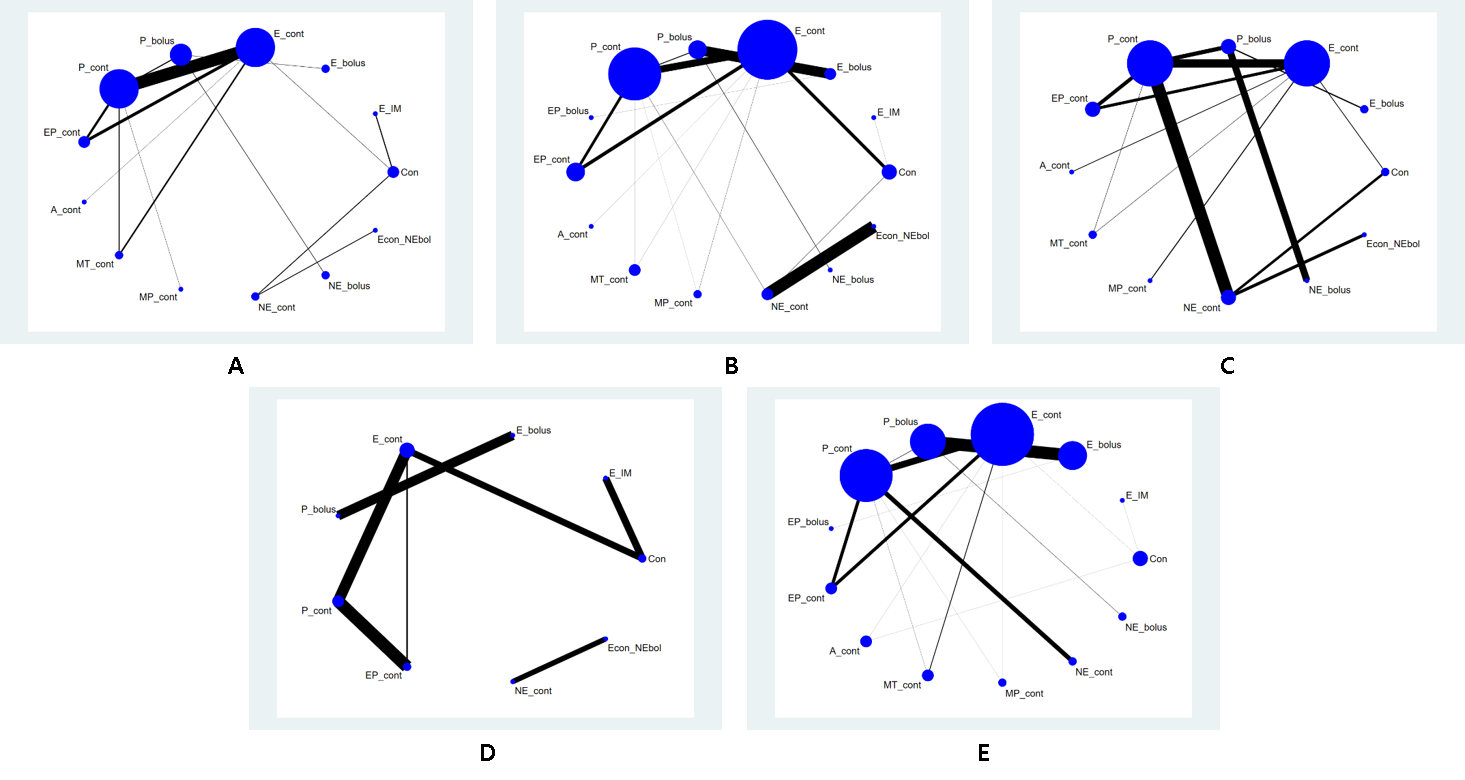 P_bolus
E_cont
P_cont
E_bolus
E_IM
EP_cont
Con
A_cont
Econ_NEbol
MT_cont
NE_bolus
MP_cont
NE_cont
A
P_bolus
E_cont
P_cont
E_bolus
EP_bolus
E_IM
EP_cont
Con
A_cont
Econ_NEbol
MT_cont
NE_bolus
MP_cont
NE_cont
B
P_cont
P_bolus
E_cont
EP_cont
E_bolus
A_cont
Con
MT_cont
Econ_NEbol
MP_cont
NE_bolus
NE_cont
C
E_cont
E_bolus
E_IM
P_bolus
Con
P_cont
Econ_NEbol
EP_cont
NE_cont
D
E_cont
P_bolus
E_bolus
P_cont
E_IM
EP_bolus
Con
EP_cont
NE_bolus
A_cont
NE_cont
MT_cont
MP_cont
E